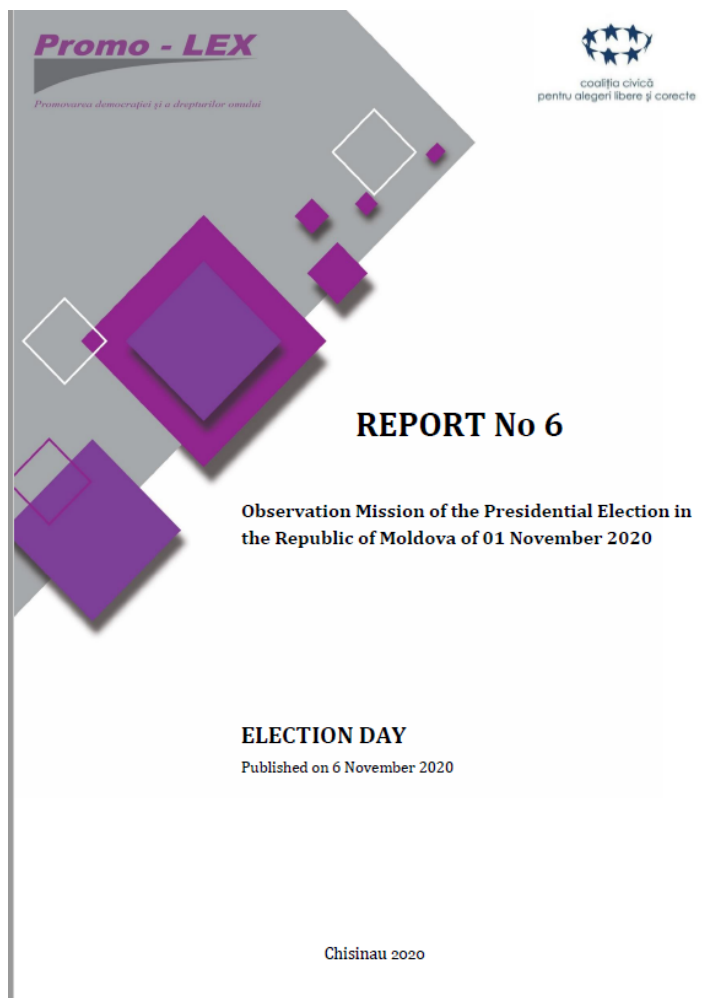 Promo - LEX
Promovarea democrației și a drepturilor omului
coaliția civică
pentru alegeri libere și corecte
REPORT No 6
Observation Mission of the Presidential Election in
the Republic of Moldova of 01 November 2020
ELECTION DAY
Published on 6 November 2020
Chisinau 2020